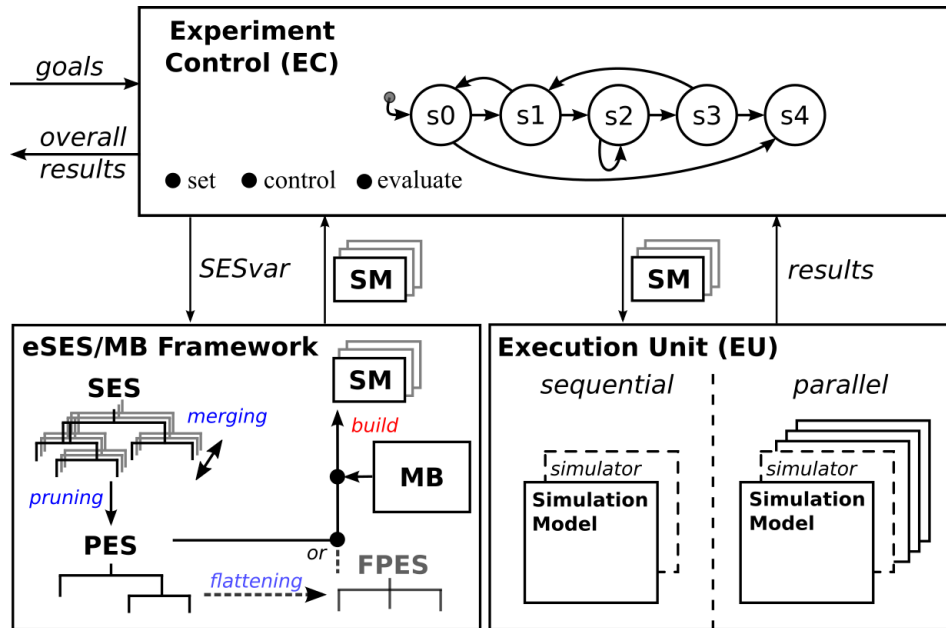 Experiment
Control (EC)
goals
overall
results
s0
s1
s2
s3
s4
● set ● control ● evaluate
SESvar
SM
SM
results
eSES/MB Framework
SES
merging
pruning
PES
or
flattening
FPES
SM
build
MB
Execution Unit (EU)
sequential
parallel
simulator
Simulation
Model
simulator
Simulation
Model